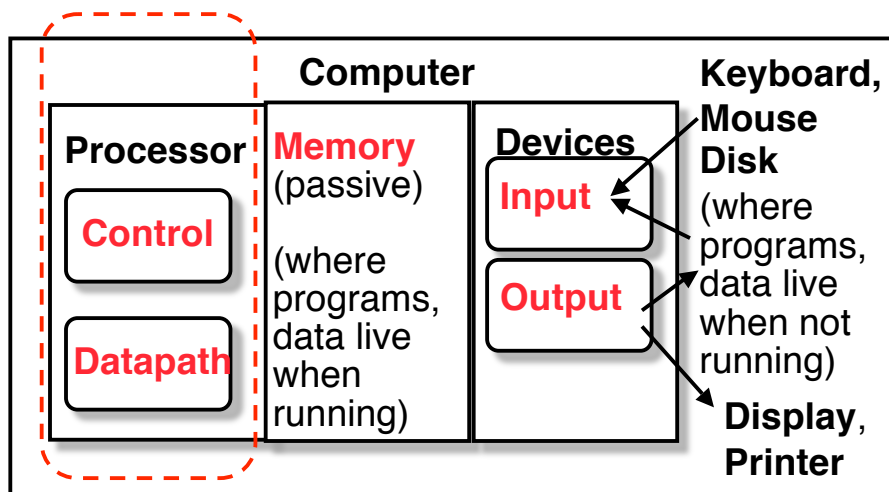 Computer
Processor
Control
Datapath
Memory
(passive)
(where
programs,
data live
when
running)
Devices
Input
Output
Keyboard,
Mouse
Disk
(where
programs,
data live
when not
running)
Display,
Printer